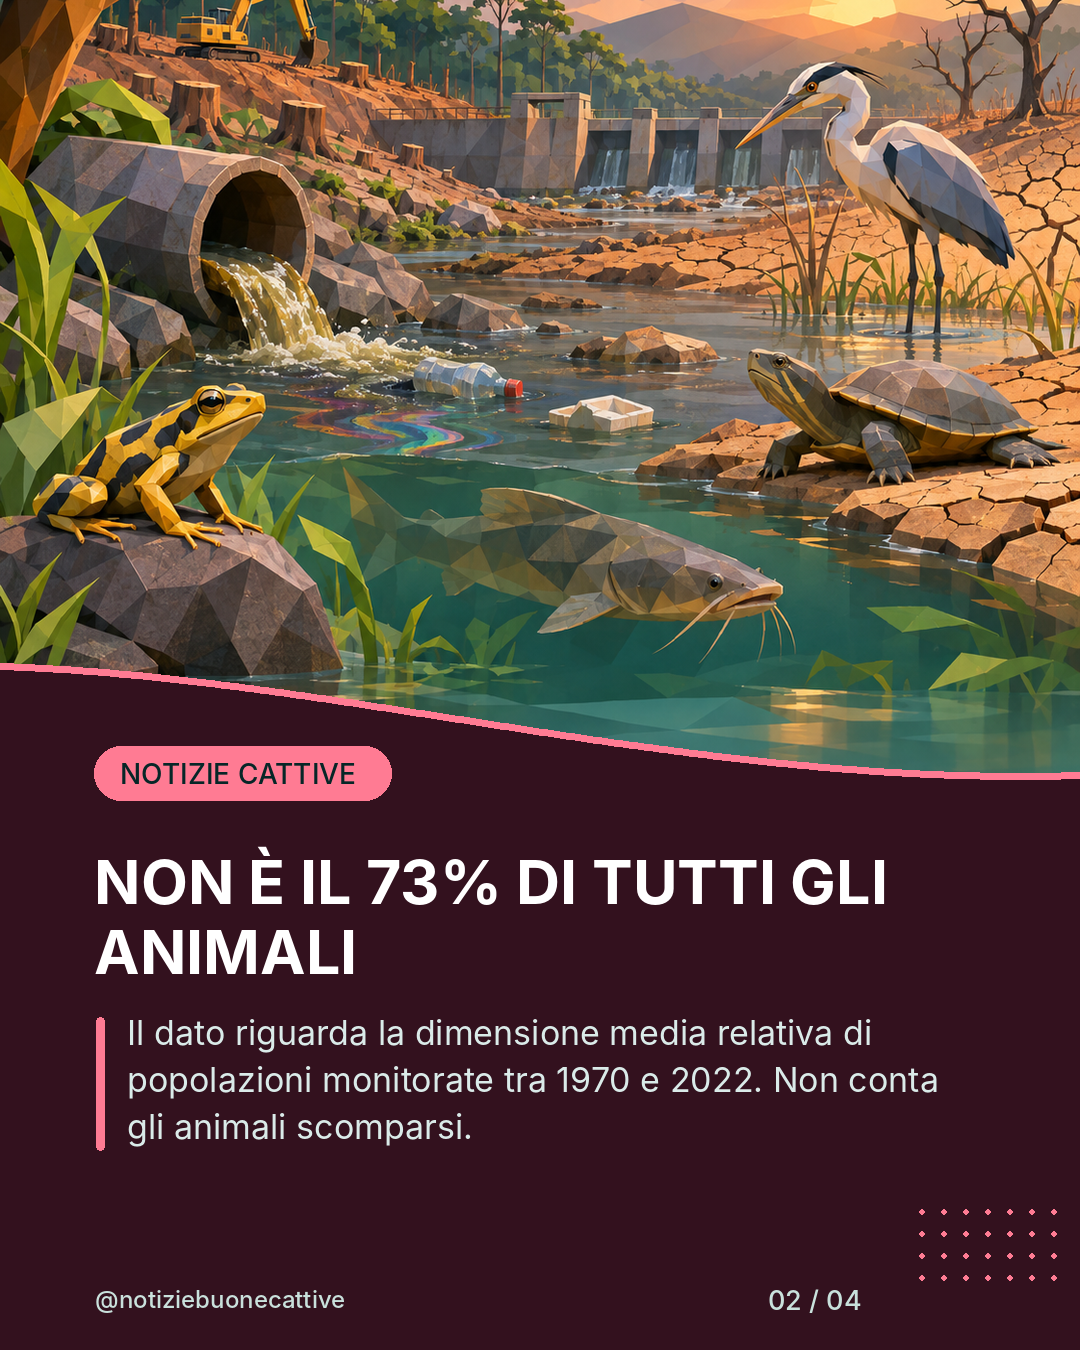 NOTIZIE CATTIVE
NON È IL 73% DI TUTTI GLI
ANIMALI
Il dato riguarda la dimensione media relativa di
popolazioni monitorate tra 1970 e 2022. Non conta
gli animali scomparsi.
@notiziebuonecattive
02 / 04